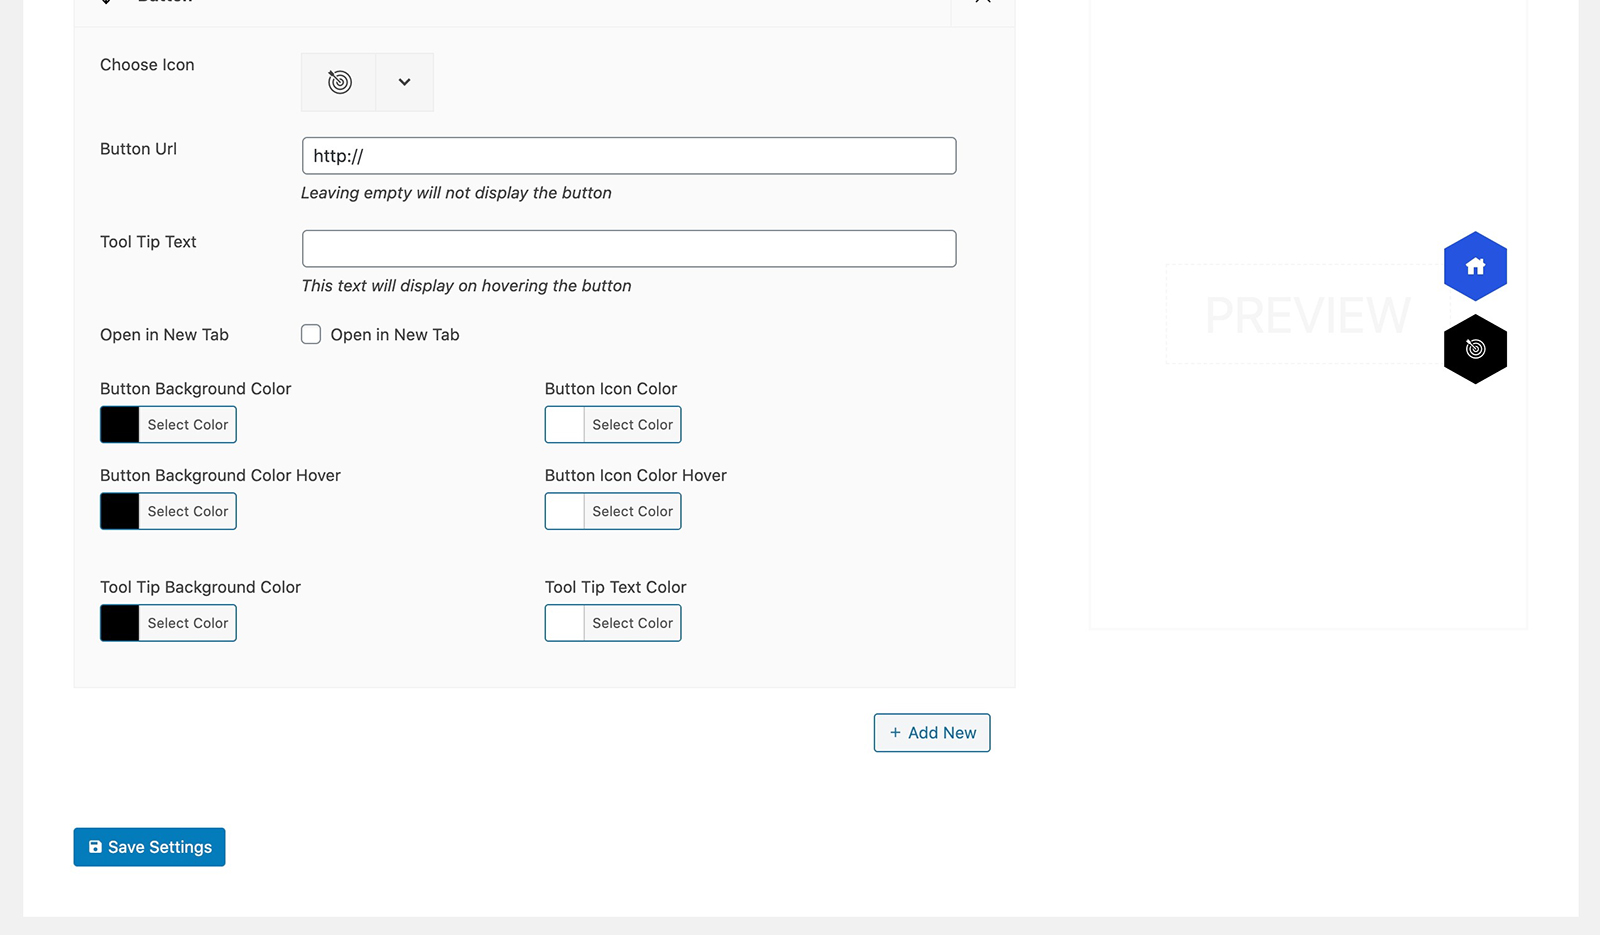 Button
Choose Icon
Button Url
http://
Leaving empty will not display the button
Tool Tip Text
This text will display on hovering the button
Open in New Tab
Open in New Tab
Button Background Color
Button Icon Color
Select Color
Select Color
Button Background Color Hover
Button Icon Color Hover
Select Color
Select Color
Tool Tip Background Color
Tool Tip Text Color
Select Color
Select Color
+ Add New
Save Settings
PREVIEW